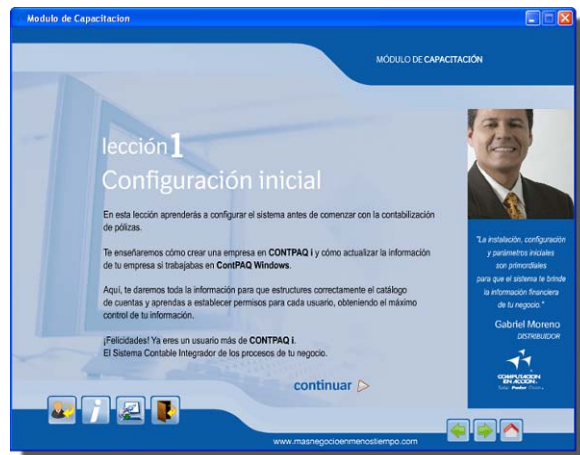 Modulo de Capacitacion
MÓDULO DE CAPACITACIÓN
lección 1
Configuración inicial
En esta lección aprenderás a configurar el sistema antes de comenzar con la contabilización
de pólizas.
Te enseñaremos cómo crear una empresa en CONTPAQ i y cómo actualizar la información
de tu empresa si trabajabas en ContPAQ Windows.
Aquí, te daremos toda la información para que estructures correctamente el catálogo
de cuentas y aprendas a establecer permisos para cada usuario, obteniendo el máximo
control de tu información.
¡Felicidades! Ya eres un usuario más de CONTPAQ i.
El Sistema Contable Integrador de los procesos de tu negocio.
continuar
"La instalación, configuración
y parámetros iniciales
son primordiales
para que el sistema te brinde
la información financiera
de tu negocio."
Gabriel Moreno
DISTRIBUIDOR
COMPUTACION
EN ACCION
www.masnegocioenmenostiempo.com